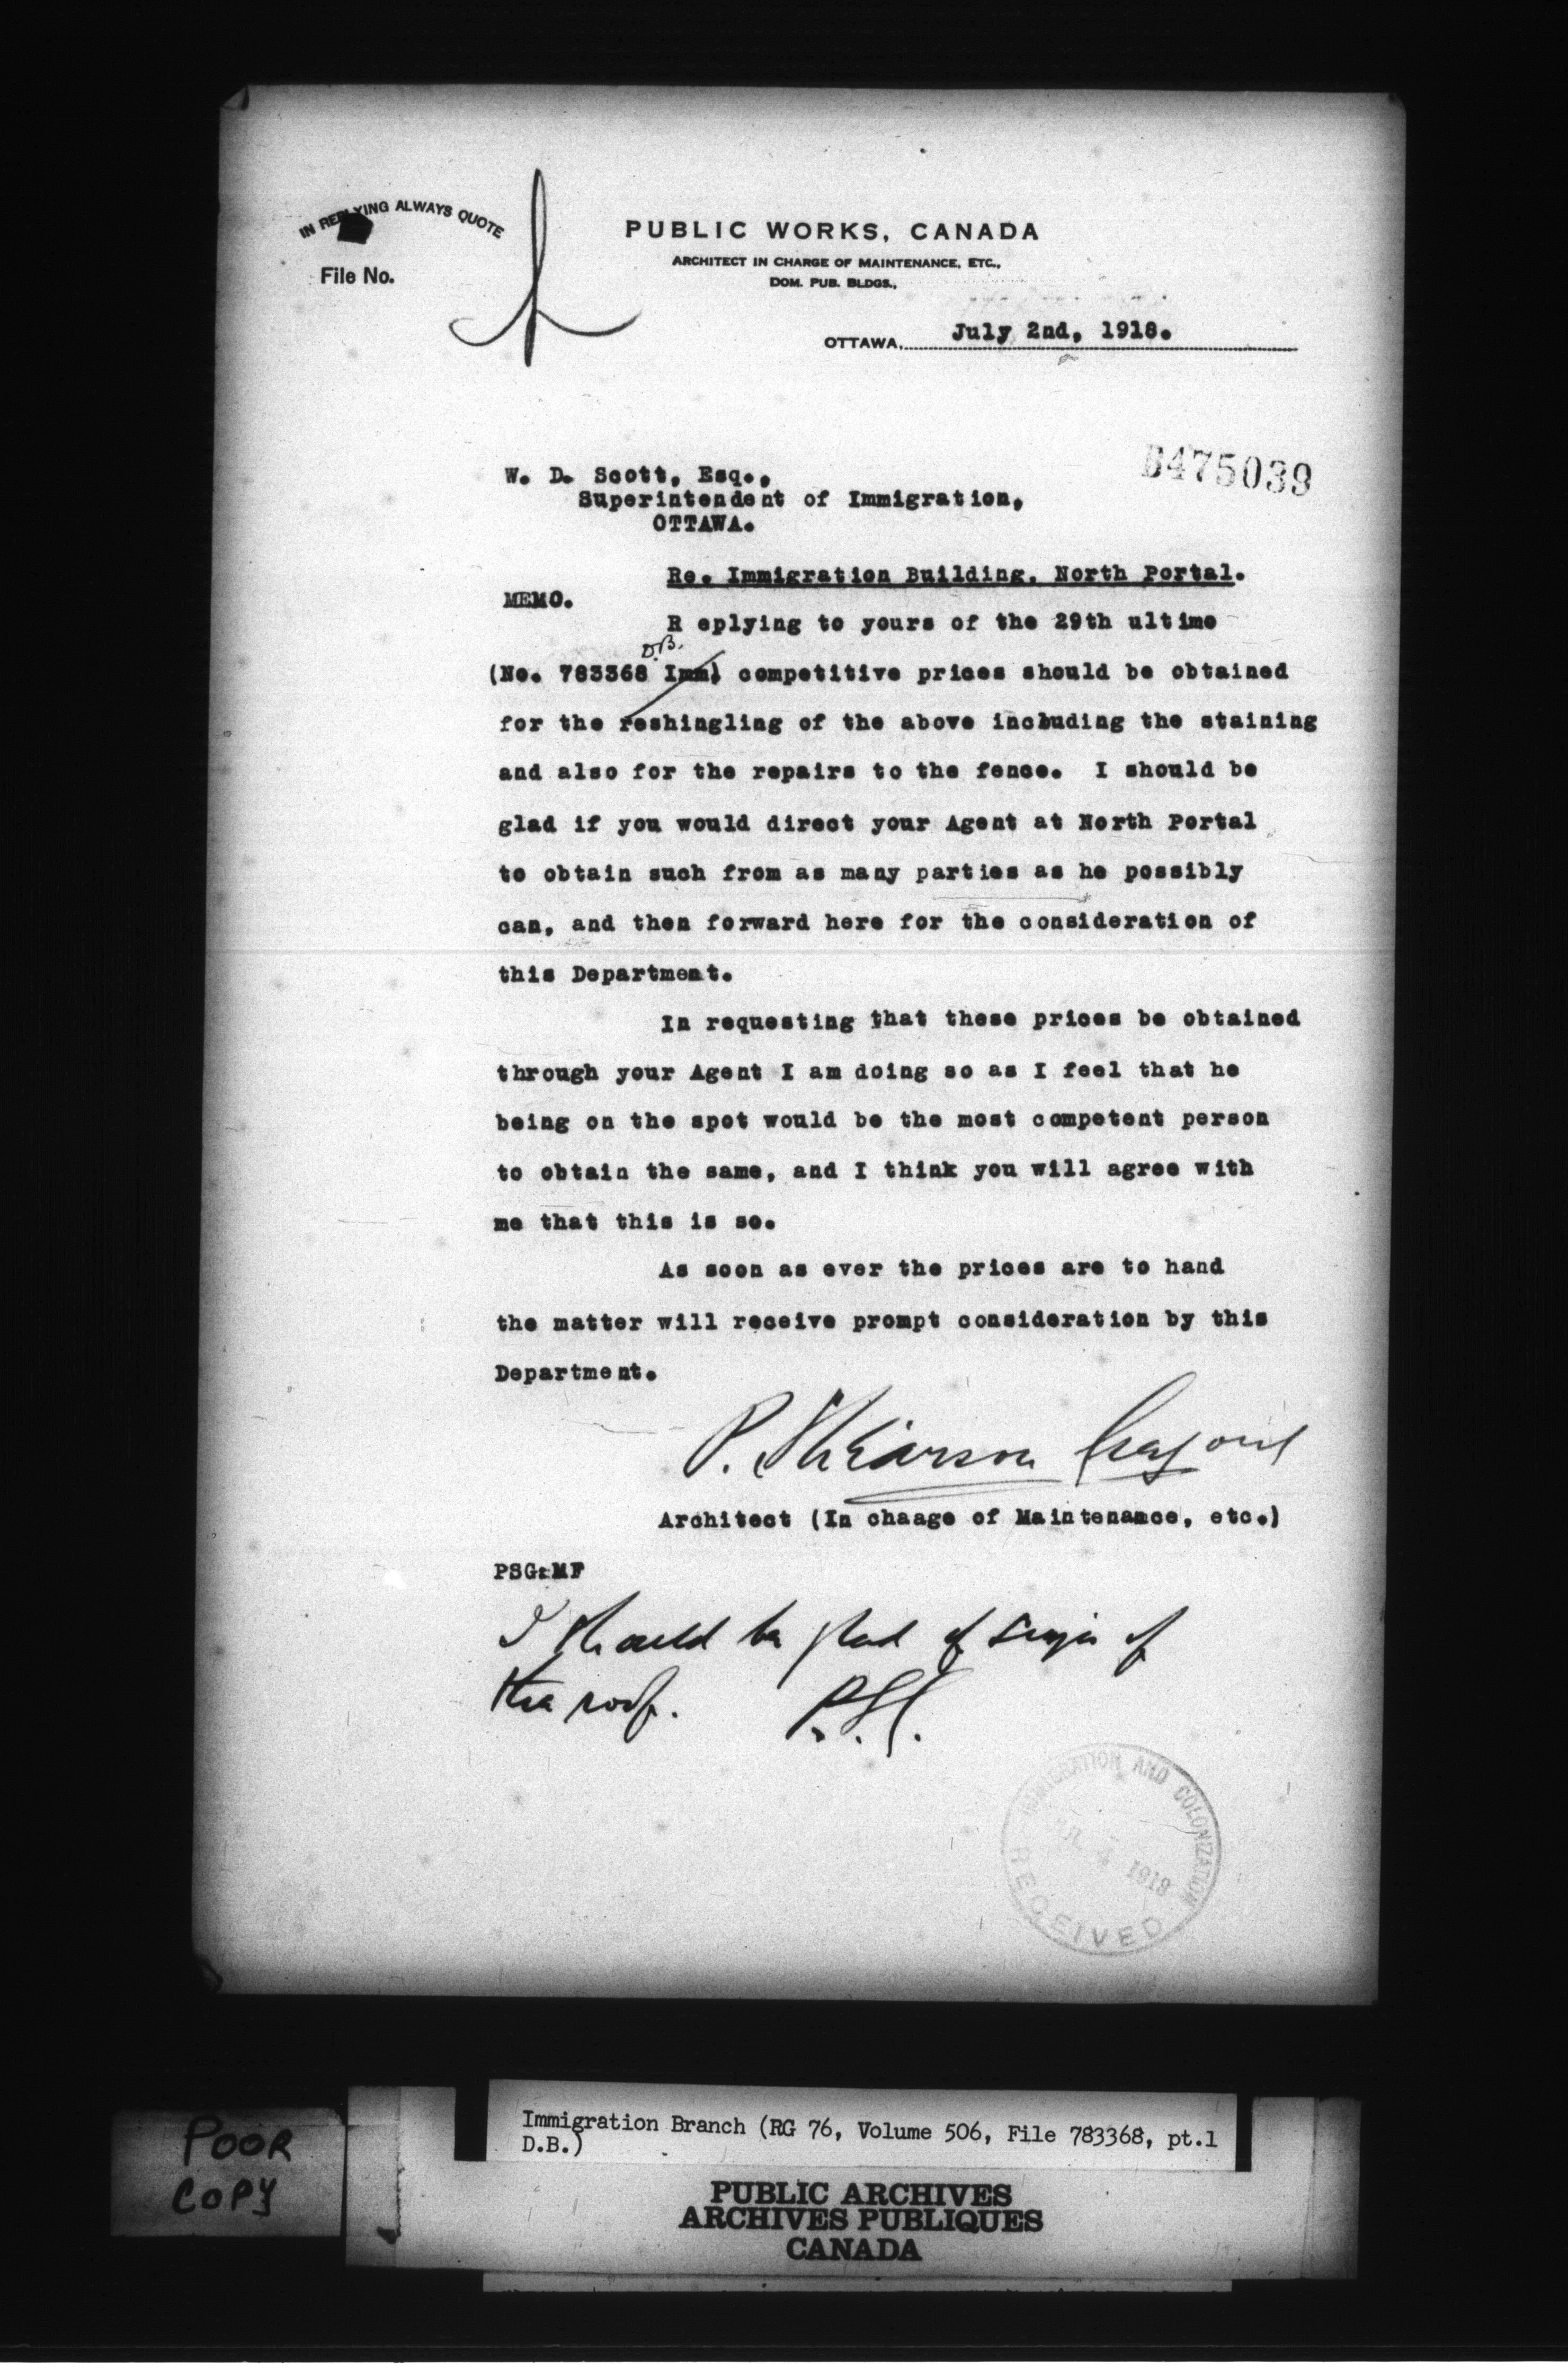 IN REPLYING ALWAYS QUOTE
File No.
PUBLIC WORKS, CANADA
ARCHITECT IN CHARGE OF MAINTENANCE, ETC.,
DOM. PUB. BLDGS.,
OTTAWA, July 2nd, 1918.
B475039
W. D. Scott, Esq.,
Superintendent of Immigration,
OTTAWA.
Re. Immigration Building, North Portal.
MEMO.
R eplying to yours of the 29th ultimo
D.B.
(No. 783368 Imm) competitive prices should be obtained
for the reshingling of the above including the staining
and also for the repairs to the fence. I should be
glad if you would direct your Agent at North Portal
to obtain such from as many parties as he possibly
can, and then forward here for the consideration of
this Department.
In requesting that these prices be obtained
through your Agent I am doing so as I feel that he
being on the spot would be the most competent person
to obtain the same, and I think you will agree with
me that this is so.
As soon as ever the prices are to hand
the matter will receive prompt consideration by this
Department.
P. Shearson
Architect (In chaage of Maintenance, etc.)
PSG:MF
I should be glad of of
the roof. P.S.G.
IMMIGRATION AND COLONIZATION
JUL 1918
RECEIVED
POOR
COPY
Immigration Branch (RG 76, Volume 506, File 783368, pt.1
D.B.)
PUBLIC ARCHIVES
ARCHIVES PUBLIQUES
CANADA